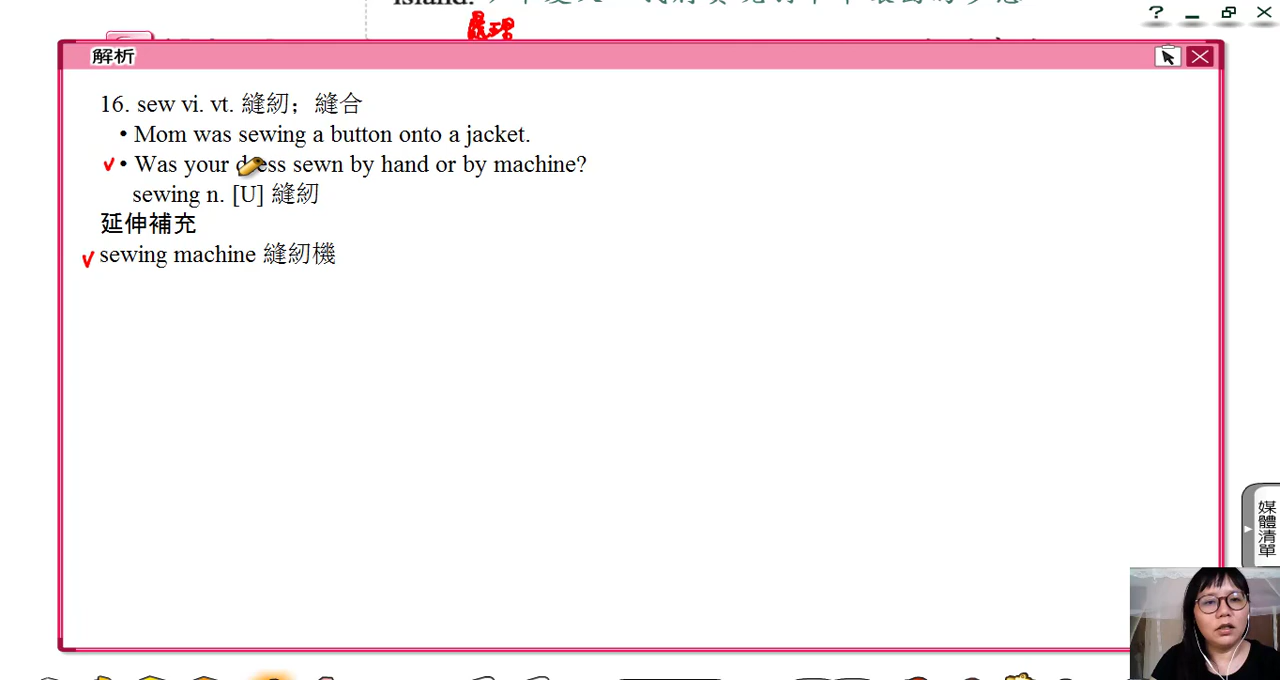 island.
?
解析
16. sew vi. vt. 縫紉；縫合
• Mom was sewing a button onto a jacket.
• Was your dress sewn by hand or by machine?
sewing n. [U] 縫紉
延伸補充
sewing machine 縫紉機
媒體清單